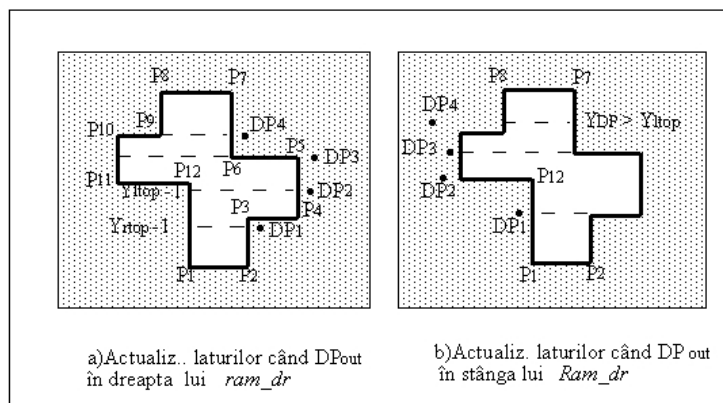 P8 P7
P10 P9 DP4
P5 DP3
P12 P6
P11 Yltop-1 DP2
P3 P4
Yrtop-1 DP1
P1 P2
a)Actualiz.. laturilor când DPout
în dreapta lui ram_dr
P8 P7
DP4 YDP > Yltop
DP3
DP2 P12
DP1
P1 P2
b)Actualiz. laturilor când DP out
în stânga lui Ram_dr